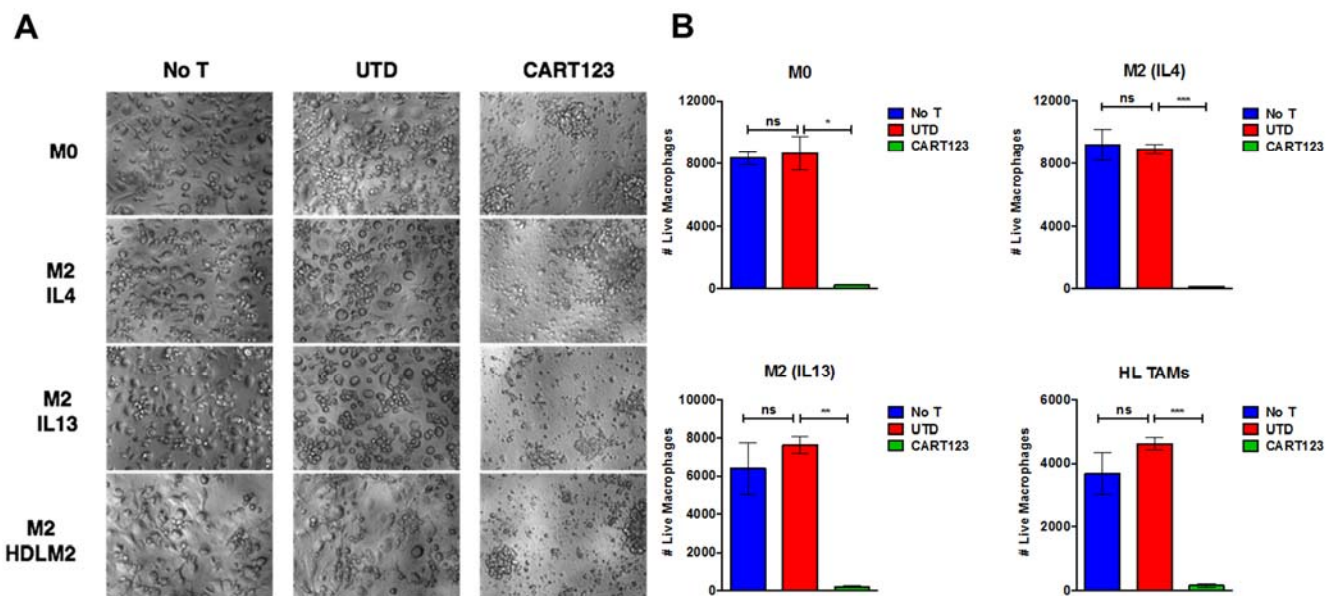 A
No T UTD CART123
M0
M2
IL4
M2
IL13
M2
HDLM2
B
M0
# Live Macrophages
12000
8000
4000
0
ns
*
No T
UTD
CART123
M2 (IL4)
# Live Macrophages
12000
8000
4000
0
ns
***
No T
UTD
CART123
M2 (IL13)
# Live Macrophages
10000
8000
6000
4000
2000
0
ns
**
No T
UTD
CART123
HL TAMs
# Live Macrophages
6000
4000
2000
0
ns
***
No T
UTD
CART123